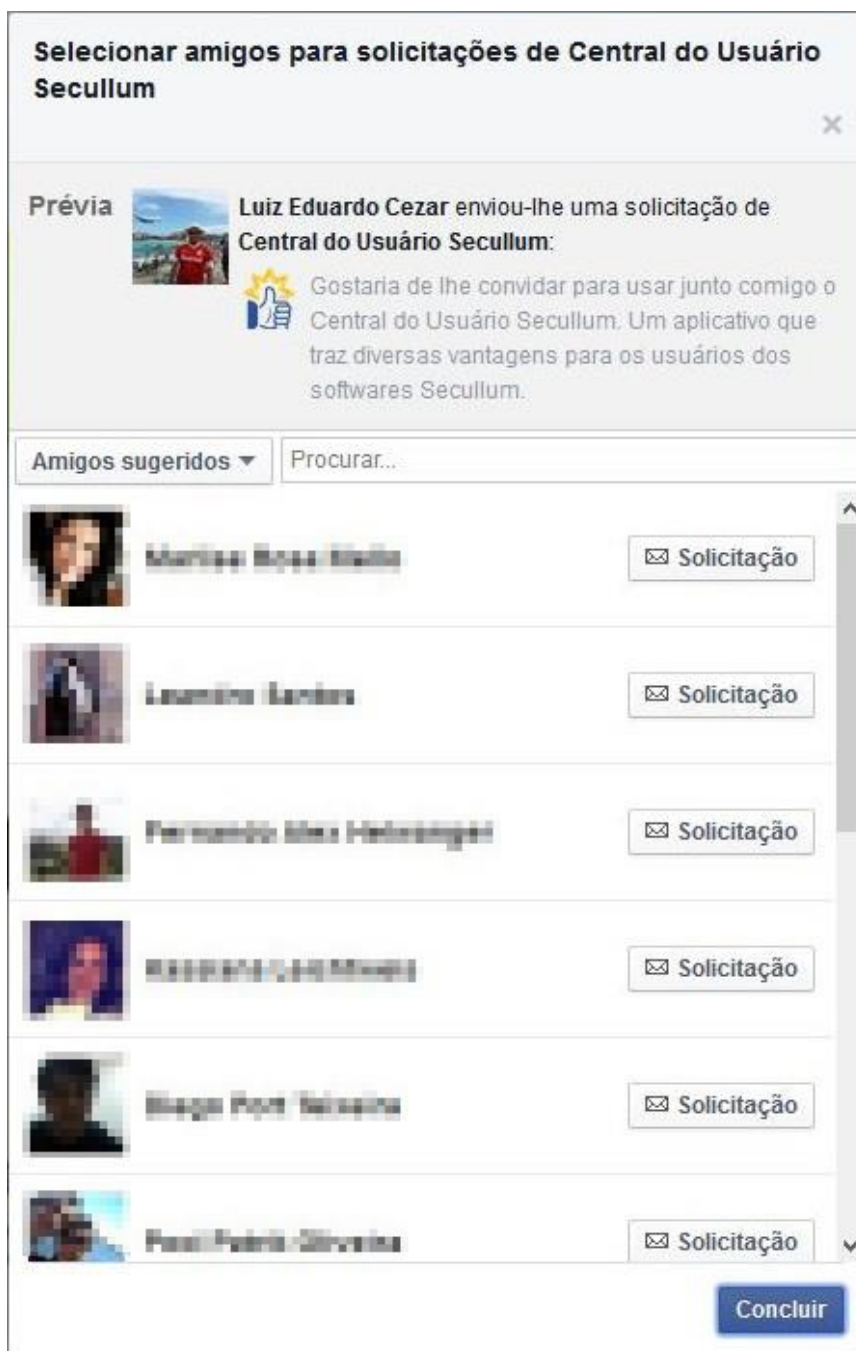 Selecionar amigos para solicitações de Central do Usuário
Secullum
Prévia
Luiz Eduardo Cezar enviou-lhe uma solicitação de
Central do Usuário Secullum:
Gostaria de lhe convidar para usar junto comigo o
Central do Usuário Secullum. Um aplicativo que
traz diversas vantagens para os usuários dos
softwares Secullum.
Amigos sugeridos
Procurar...
Solicitação
Solicitação
Solicitação
Solicitação
Solicitação
Solicitação
Concluir